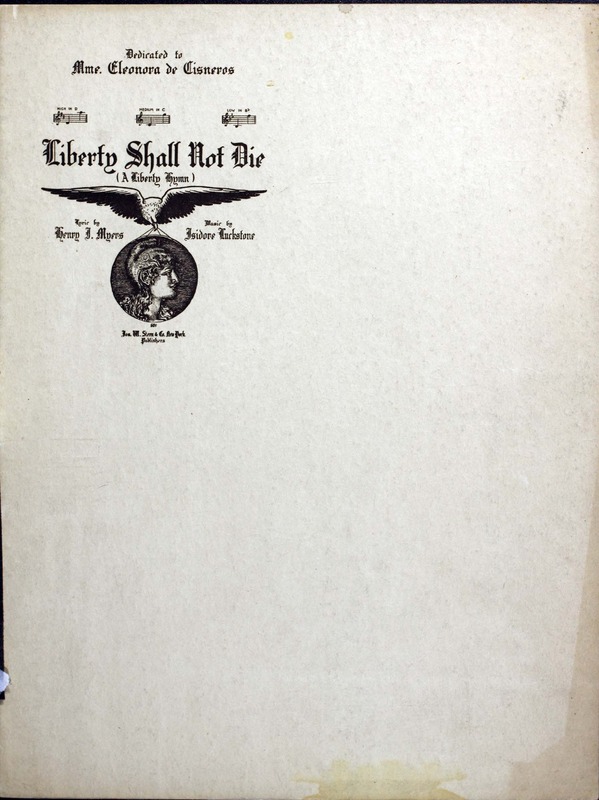 Dedicated to
Mme. Eleonora de Cisneros
HIGH IN D MEDIUM IN C LOW IN B♭
Liberty Shall Not Die
(A Liberty Hymn)
Lyric by Music by
Henry J. Myers Isidore Luckstone
Jos. W. Stern & Co. New York
Publishers